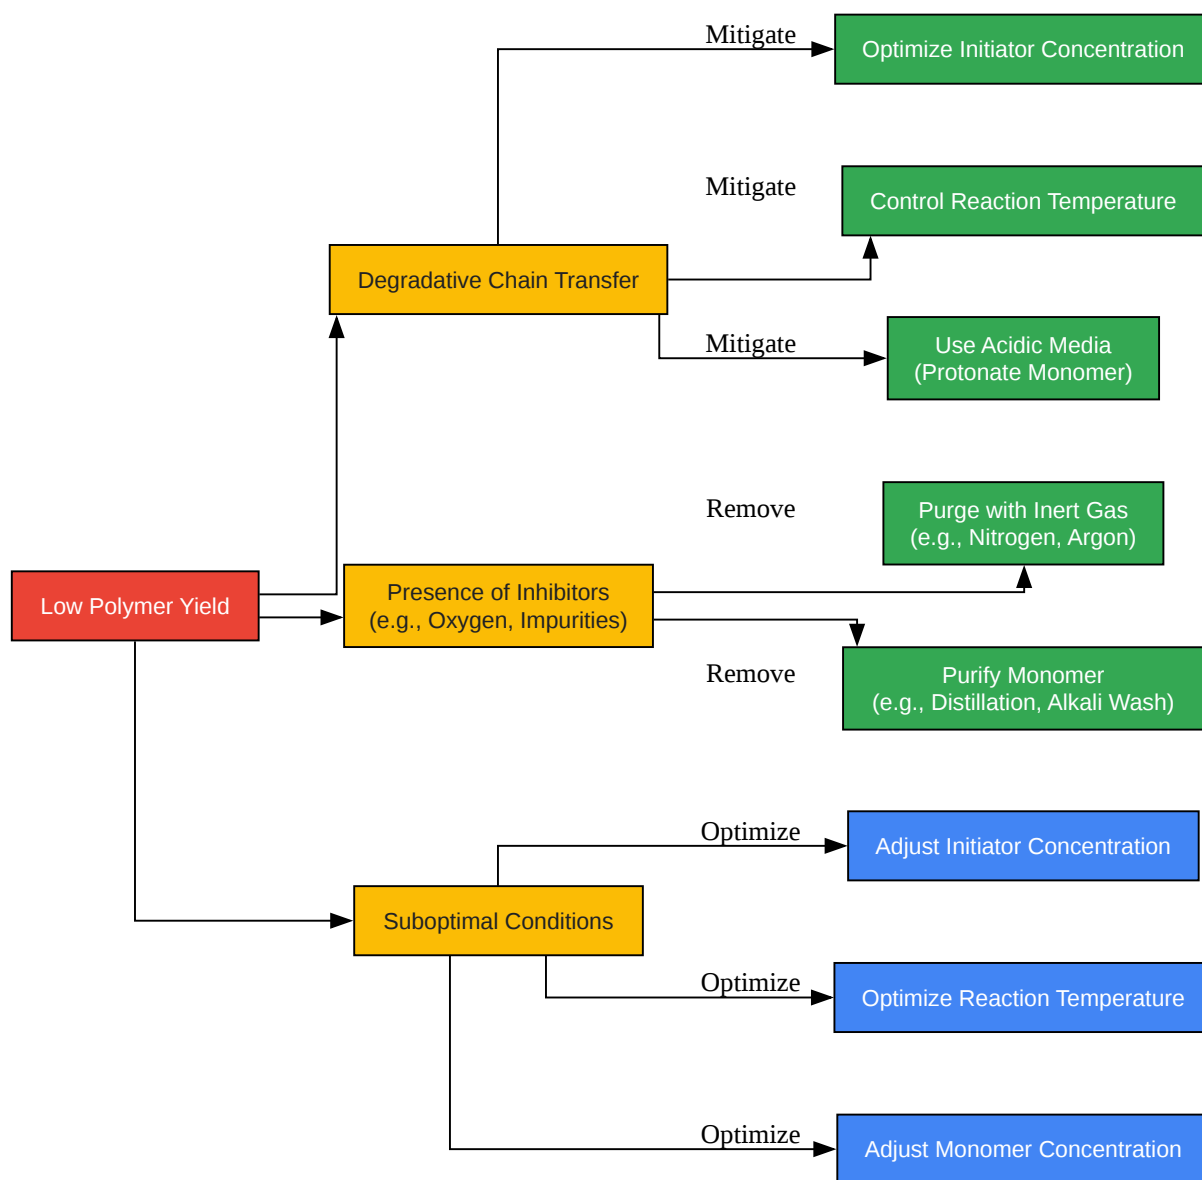 Mitigate
Optimize Initiator Concentration
Mitigate
Control Reaction Temperature
Degradative Chain Transfer
Mitigate
Use Acidic Media
(Protonate Monomer)
Remove
Purge with Inert Gas
(e.g., Nitrogen, Argon)
Low Polymer Yield
Presence of Inhibitors
(e.g., Oxygen, Impurities)
Remove
Purify Monomer
(e.g., Distillation, Alkali Wash)
Optimize
Adjust Initiator Concentration
Suboptimal Conditions
Optimize
Optimize Reaction Temperature
Optimize
Adjust Monomer Concentration